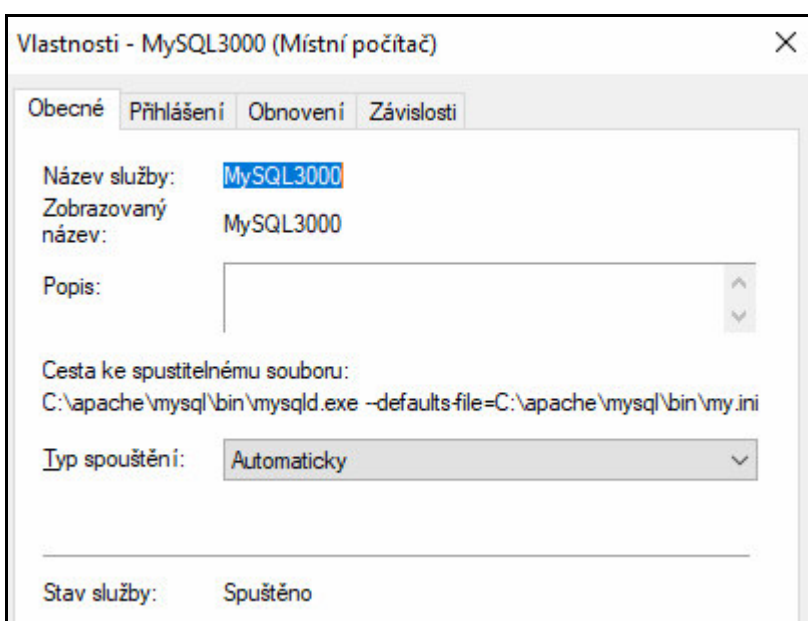 Vlastnosti - MySQL3000 (Místní počítač)
Obecné Přihlášení Obnovení Závislosti
Název služby: MySQL3000
Zobrazovaný
název: MySQL3000
Popis:
Cesta ke spustitelnému souboru:
C:\apache\mysql\bin\mysqld.exe --defaults-file=C:\apache\mysql\bin\my.ini
Typ spouštění: Automaticky
Stav služby: Spuštěno